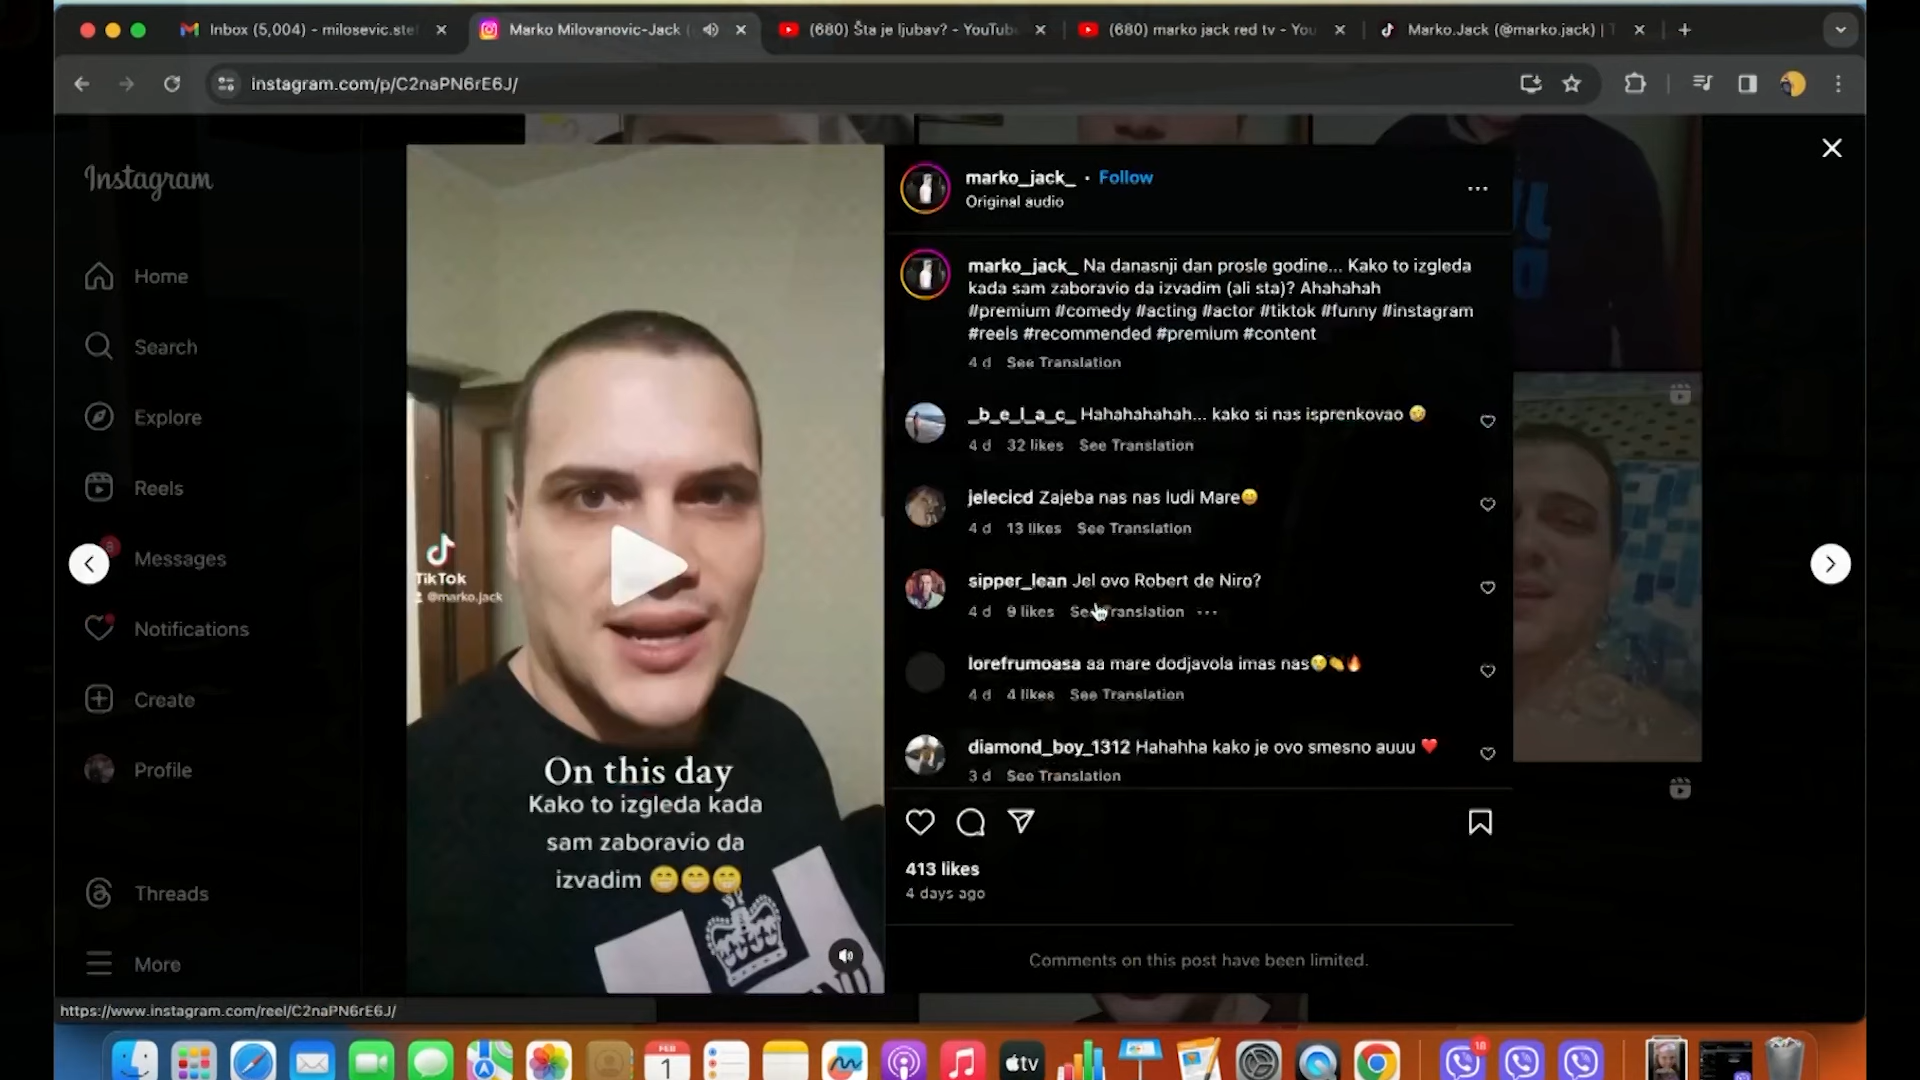 Inbox (5,004) - milosevic.ste
Marko Milovanovic-Jack (
(680) Šta je ljubav? - YouTub
(680) marko jack red tv - You
Marko.Jack (@marko.jack) | T
instagram.com/p/C2naPN6rE6J/
Instagram
Home
Search
Explore
Reels
Messages
Notifications
Create
Profile
Threads
More
TikTok
@marko.jack
On this day
Kako to izgleda kada
sam zaboravio da
izvadim 😁😁😁
marko_jack_ · Follow
Original audio
marko_jack_ Na danasnji dan prosle godine... Kako to izgleda
kada sam zaboravio da izvadim (ali sta)? Ahahahah
#premium #comedy #acting #actor #tiktok #funny #instagram
#reels #recommended #premium #content
4 d See Translation
_b_e_l_a_c_ Hahahahahah... kako si nas isprenkovao 🤣
4 d 32 likes See Translation
jelecicd Zajeba nas nas ludi Mare😄
4 d 13 likes See Translation
sipper_lean Jel ovo Robert de Niro?
4 d 9 likes See Translation ...
lorefrumoasa aa mare dodjavola imas nas😢👏🔥
4 d 4 likes See Translation
diamond_boy_1312 Hahahha kako je ovo smesno auuu ❤️
3 d See Translation
413 likes
4 days ago
Comments on this post have been limited.
https://www.instagram.com/reel/C2naPN6rE6J/
FEB
1
tv
18